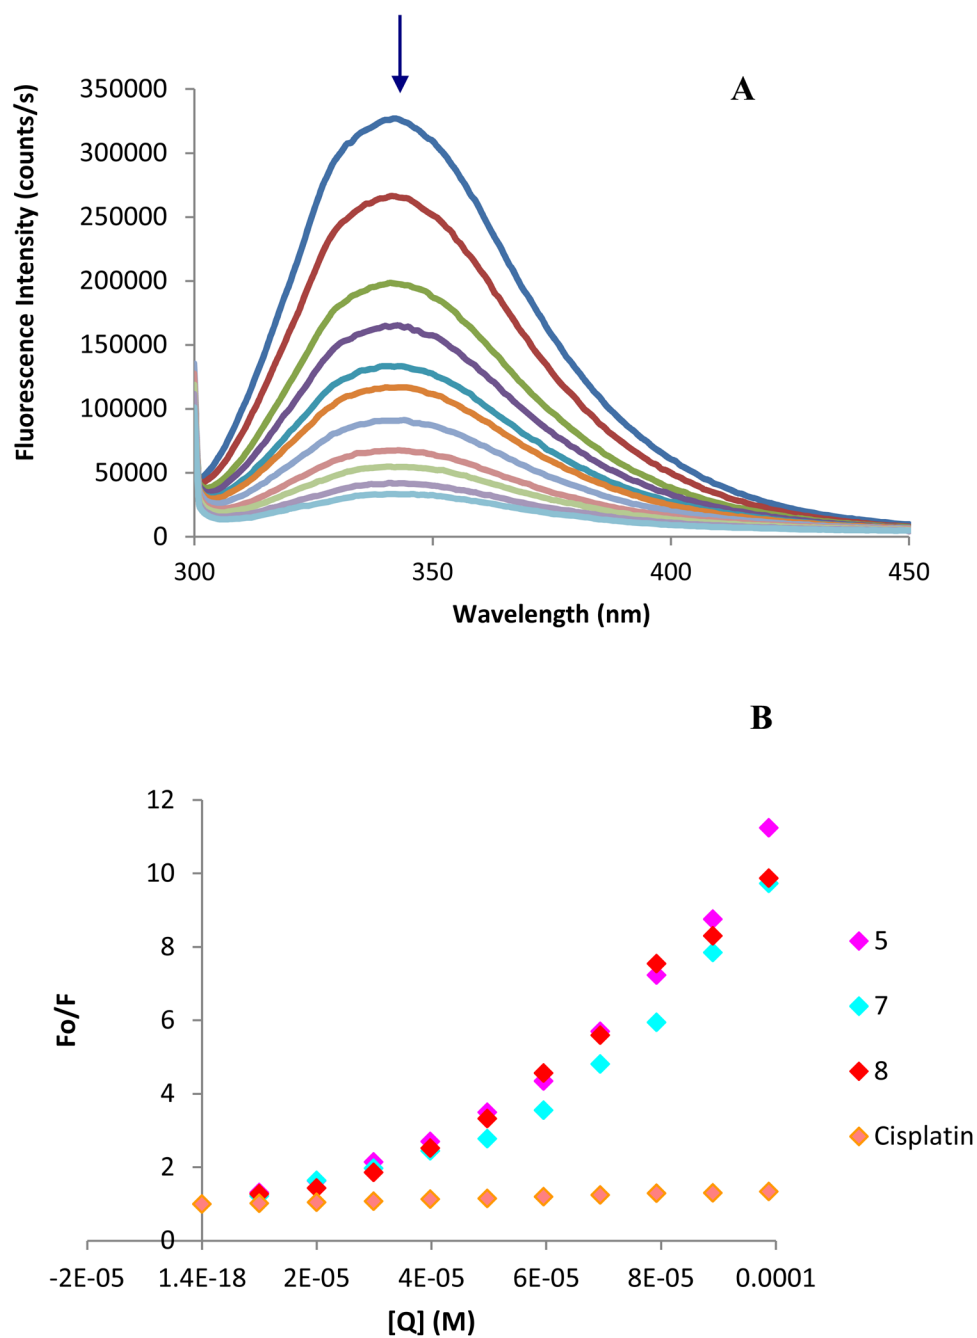 A
Fluorescence Intensity (counts/s)
350000
300000
250000
200000
150000
100000
50000
0
300
350
400
450
Wavelength (nm)
B
Fo/F
12
10
8
6
4
2
0
-2E-05
1.4E-18
2E-05
4E-05
6E-05
8E-05
0.0001
[Q] (M)
5
7
8
Cisplatin